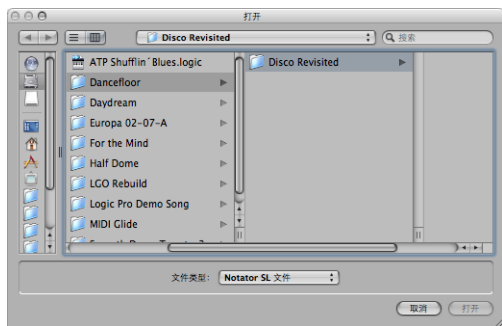 打开
Disco Revisited
搜索
ATP Shufflin´Blues.logic
Dancefloor
Daydream
Europa 02-07-A
For the Mind
Half Dome
LGO Rebuild
Logic Pro Demo Song
MIDI Glide
Disco Revisited
文件类型: Notator SL 文件
取消 打开